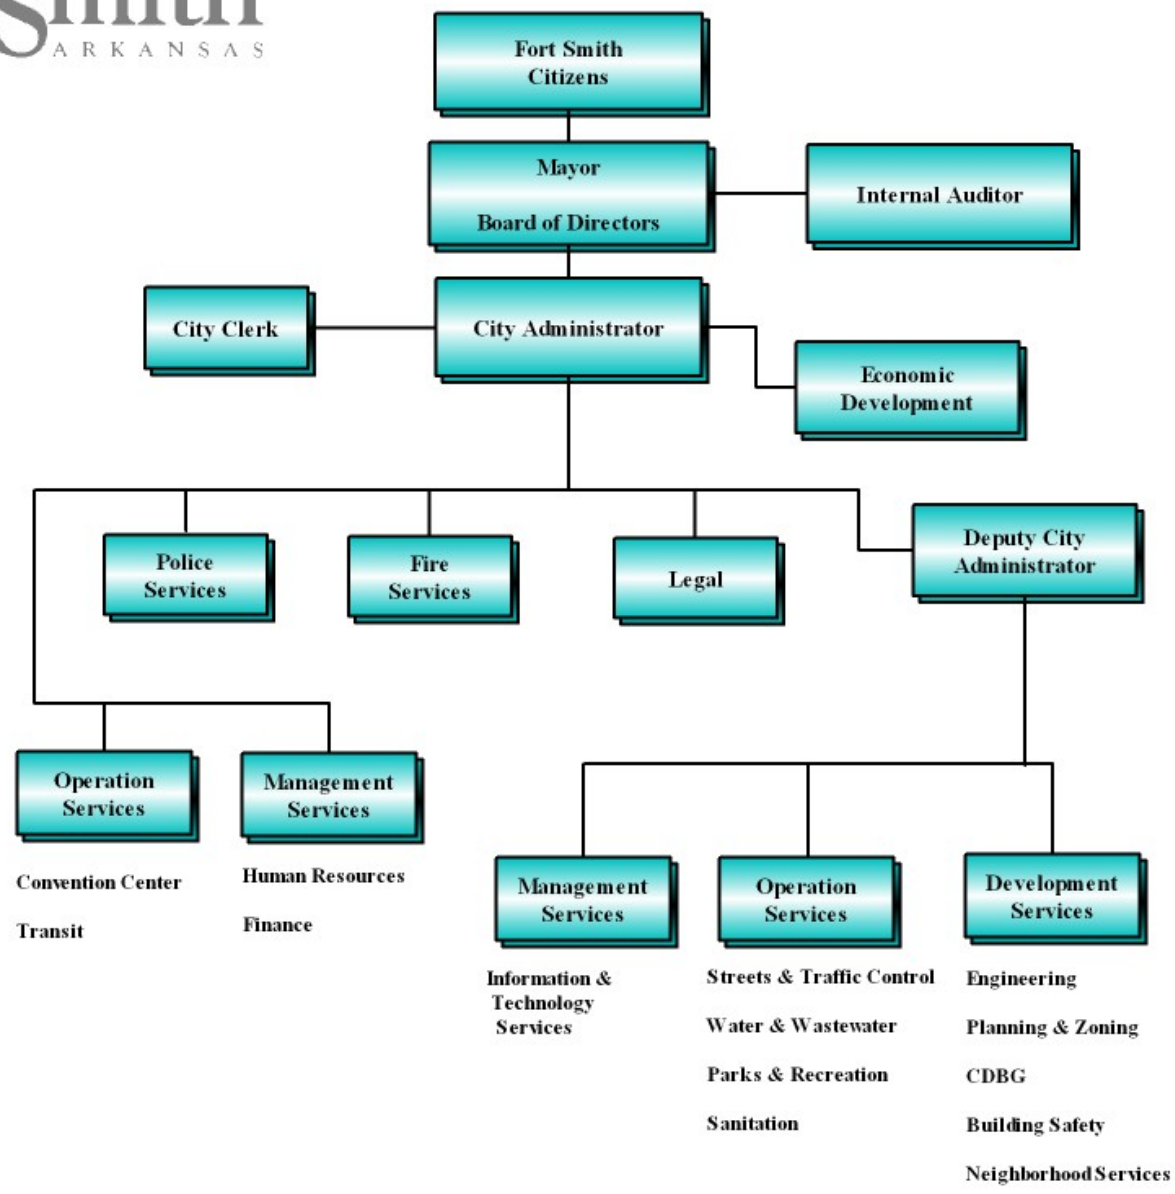 Smith
ARKANSAS
Fort Smith
Citizens
Mayor
Board of Directors
Internal Auditor
City Clerk
City Administrator
Economic
Development
Police
Services
Fire
Services
Legal
Deputy City
Administrator
Operation
Services
Convention Center
Transit
Management
Services
Human Resources
Finance
Management
Services
Information &
Technology
Services
Operation
Services
Streets & Traffic Control
Water & Wastewater
Parks & Recreation
Sanitation
Development
Services
Engineering
Planning & Zoning
CDBG
Building Safety
Neighborhood Services